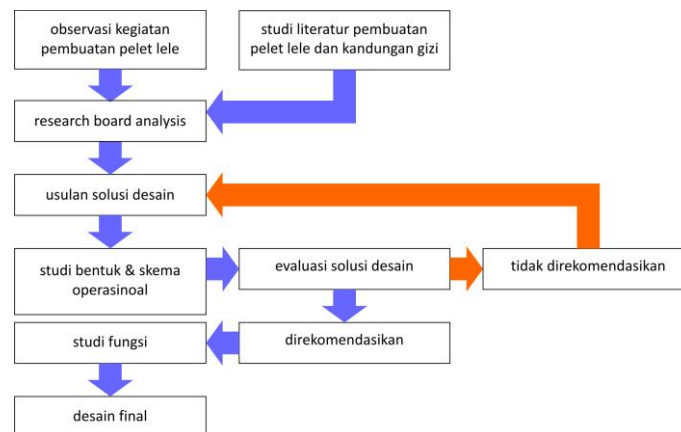 observasi kegiatan
pembuatan pelet lele
studi literatur pembuatan
pelet lele dan kandungan gizi
research board analysis
usulan solusi desain
studi bentuk & skema
operasinoal
evaluasi solusi desain
tidak direkomendasikan
studi fungsi
direkomendasikan
desain final